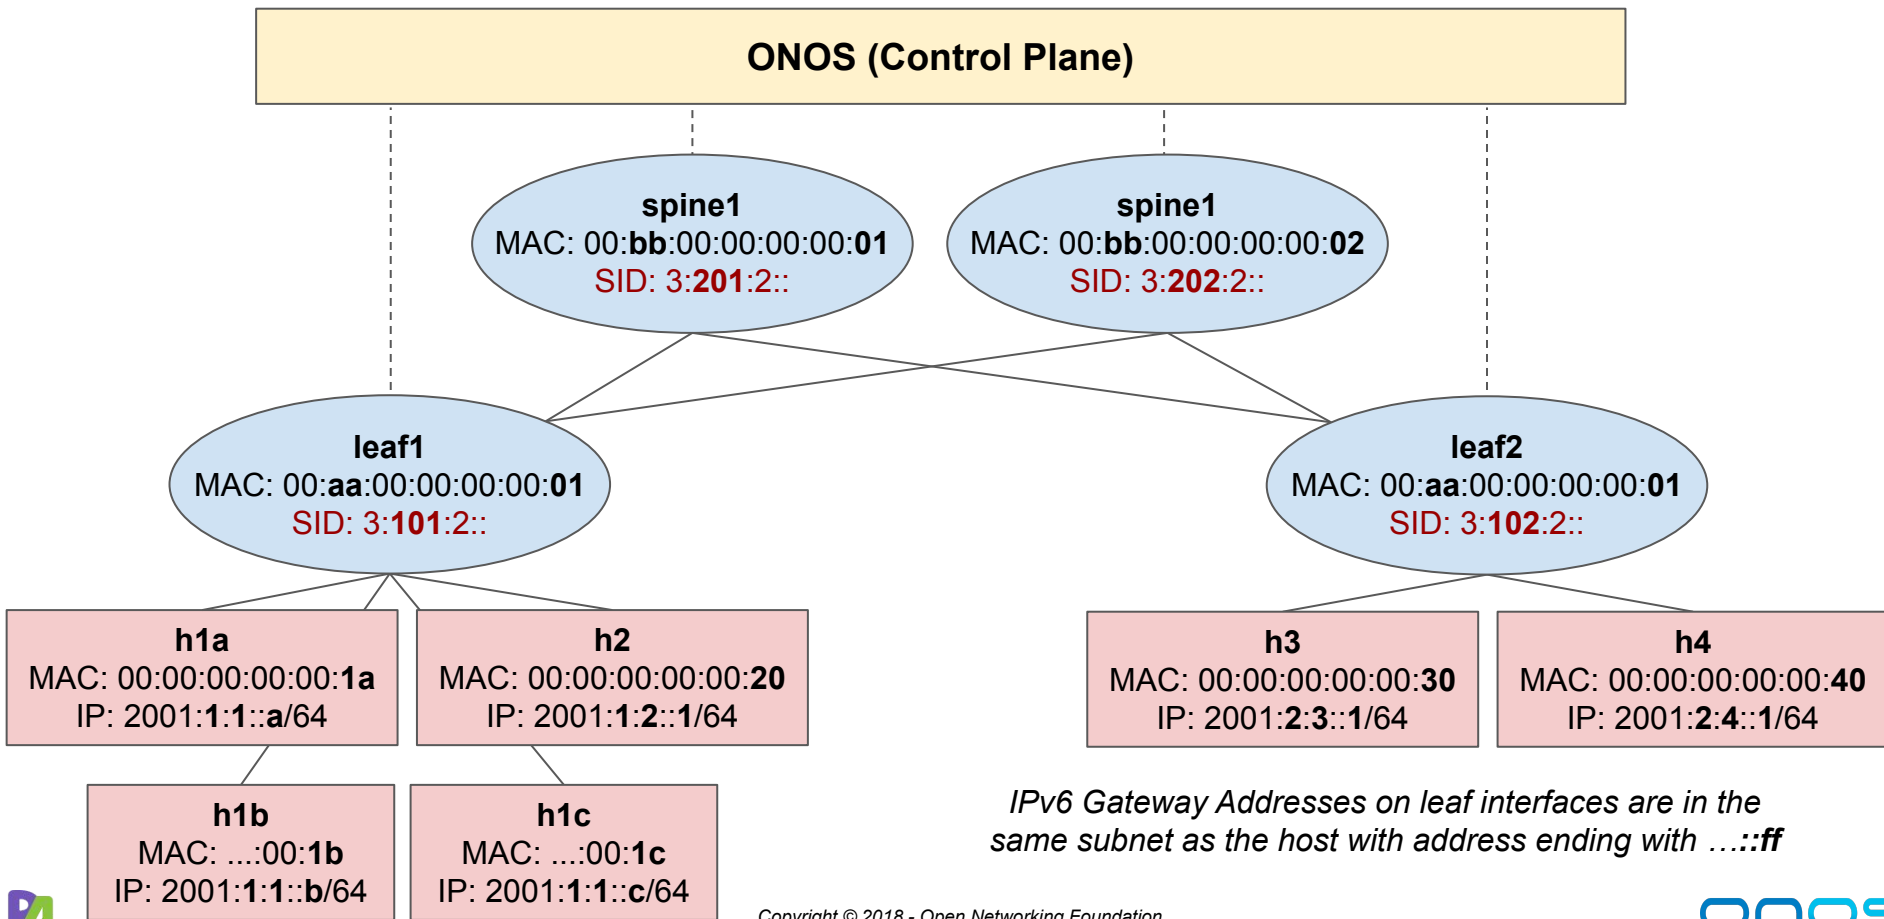 ONOS (Control Plane)
spine1
MAC: 00:bb:00:00:00:00:01
SID: 3:201:2::
spine1
MAC: 00:bb:00:00:00:00:02
SID: 3:202:2::
leaf1
MAC: 00:aa:00:00:00:00:01
SID: 3:101:2::
leaf2
MAC: 00:aa:00:00:00:00:01
SID: 3:102:2::
h1a
MAC: 00:00:00:00:00:1a
IP: 2001:1:1::a/64
h2
MAC: 00:00:00:00:00:20
IP: 2001:1:2::1/64
h3
MAC: 00:00:00:00:00:30
IP: 2001:2:3::1/64
h4
MAC: 00:00:00:00:00:40
IP: 2001:2:4::1/64
h1b
MAC: ...:00:1b
IP: 2001:1:1::b/64
h1c
MAC: ...:00:1c
IP: 2001:1:1::c/64
IPv6 Gateway Addresses on leaf interfaces are in the
same subnet as the host with address ending with …::ff
Copyright © 2018 - Open Networking Foundation